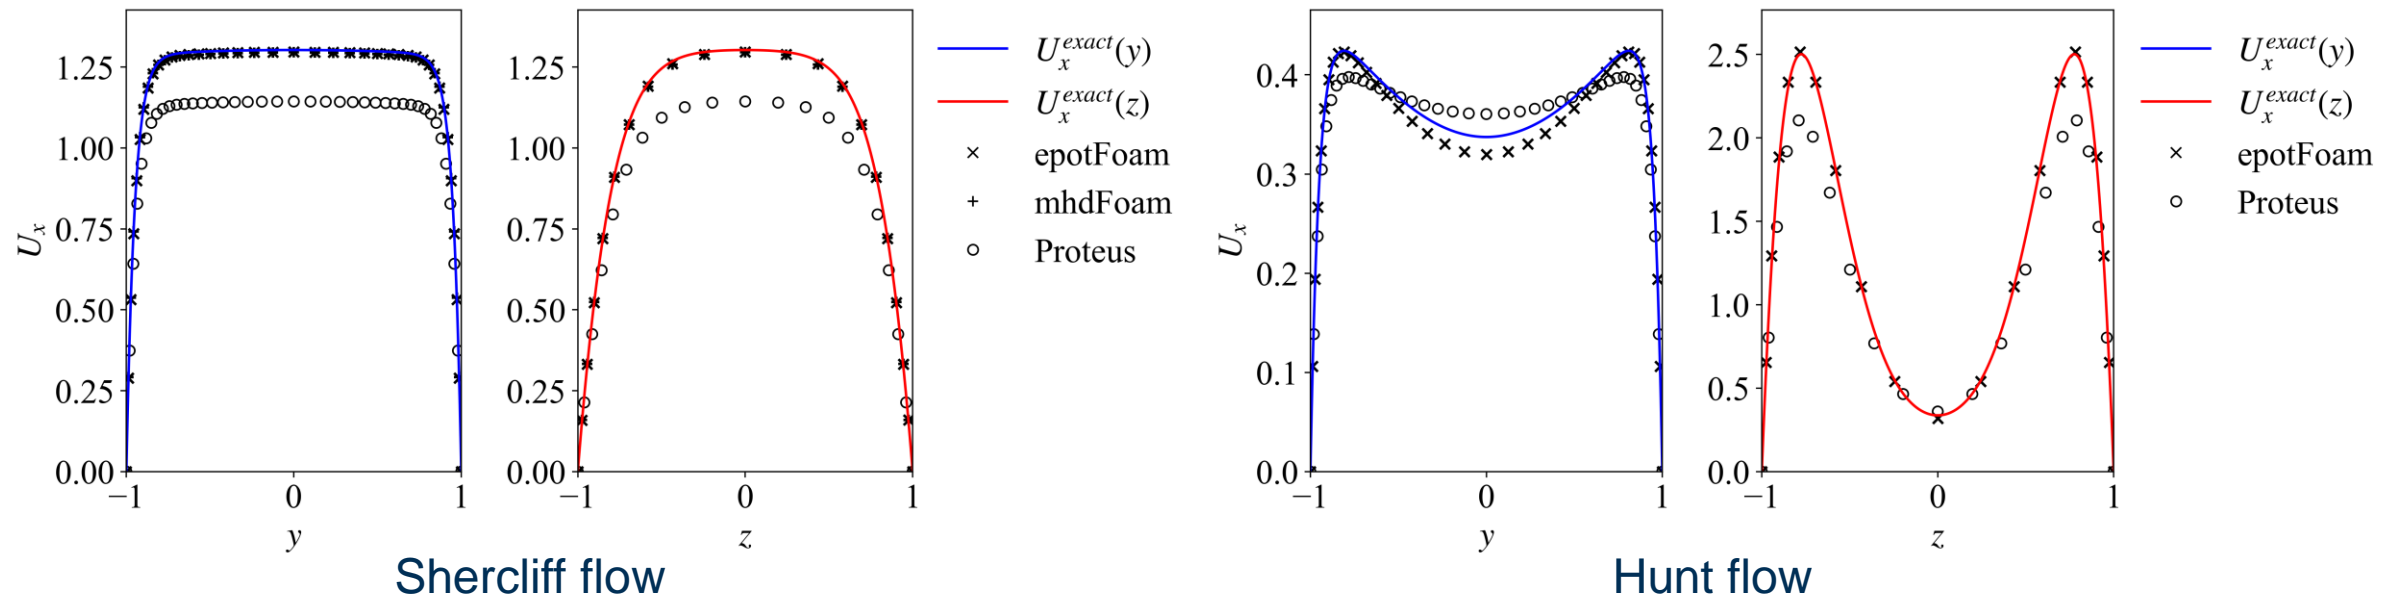 1.25
1.00
0.75
0.50
0.25
0.00
−1
0
1
U_x
y
1.25
1.00
0.75
0.50
0.25
0.00
−1
0
1
z
U_x^{exact}(y)
U_x^{exact}(z)
epotFoam
mhdFoam
Proteus
Shercliff flow
0.4
0.3
0.2
0.1
0.0
−1
0
1
U_x
y
2.5
2.0
1.5
1.0
0.5
0.0
−1
0
1
z
U_x^{exact}(y)
U_x^{exact}(z)
epotFoam
Proteus
Hunt flow